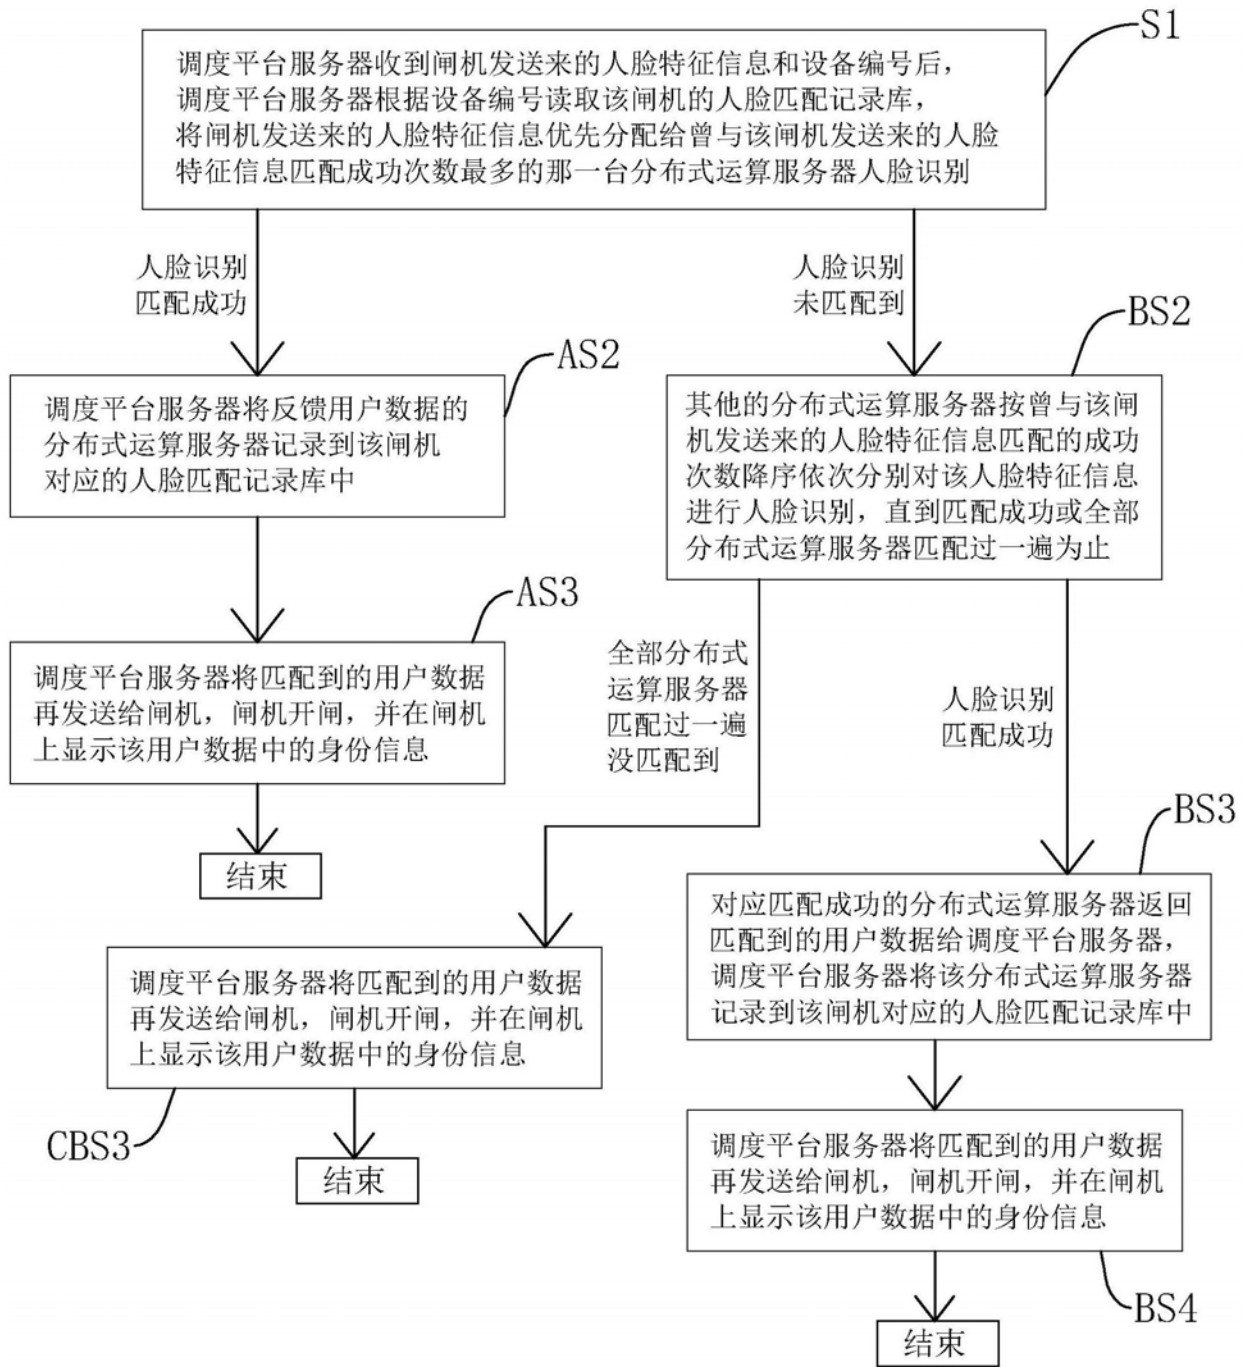 S1
调度平台服务器收到闸机发送来的人脸特征信息和设备编号后，
调度平台服务器根据设备编号读取该闸机的人脸匹配记录库，
将闸机发送来的人脸特征信息优先分配给曾与该闸机发送来的人脸
特征信息匹配成功次数最多的那一台分布式运算服务器人脸识别
人脸识别
匹配成功
人脸识别
未匹配到
AS2
调度平台服务器将反馈用户数据的
分布式运算服务器记录到该闸机
对应的人脸匹配记录库中
BS2
其他的分布式运算服务器按曾与该闸
机发送来的人脸特征信息匹配的成功
次数降序依次分别对该人脸特征信息
进行人脸识别，直到匹配成功或全部
分布式运算服务器匹配过一遍为止
AS3
调度平台服务器将匹配到的用户数据
再发送给闸机，闸机开闸，并在闸机
上显示该用户数据中的身份信息
结束
全部分布式
运算服务器
匹配过一遍
没匹配到
人脸识别
匹配成功
BS3
对应匹配成功的分布式运算服务器返回
匹配到的用户数据给调度平台服务器，
调度平台服务器将该分布式运算服务器
记录到该闸机对应的人脸匹配记录库中
调度平台服务器将匹配到的用户数据
再发送给闸机，闸机开闸，并在闸机
上显示该用户数据中的身份信息
CBS3
结束
调度平台服务器将匹配到的用户数据
再发送给闸机，闸机开闸，并在闸机
上显示该用户数据中的身份信息
BS4
结束